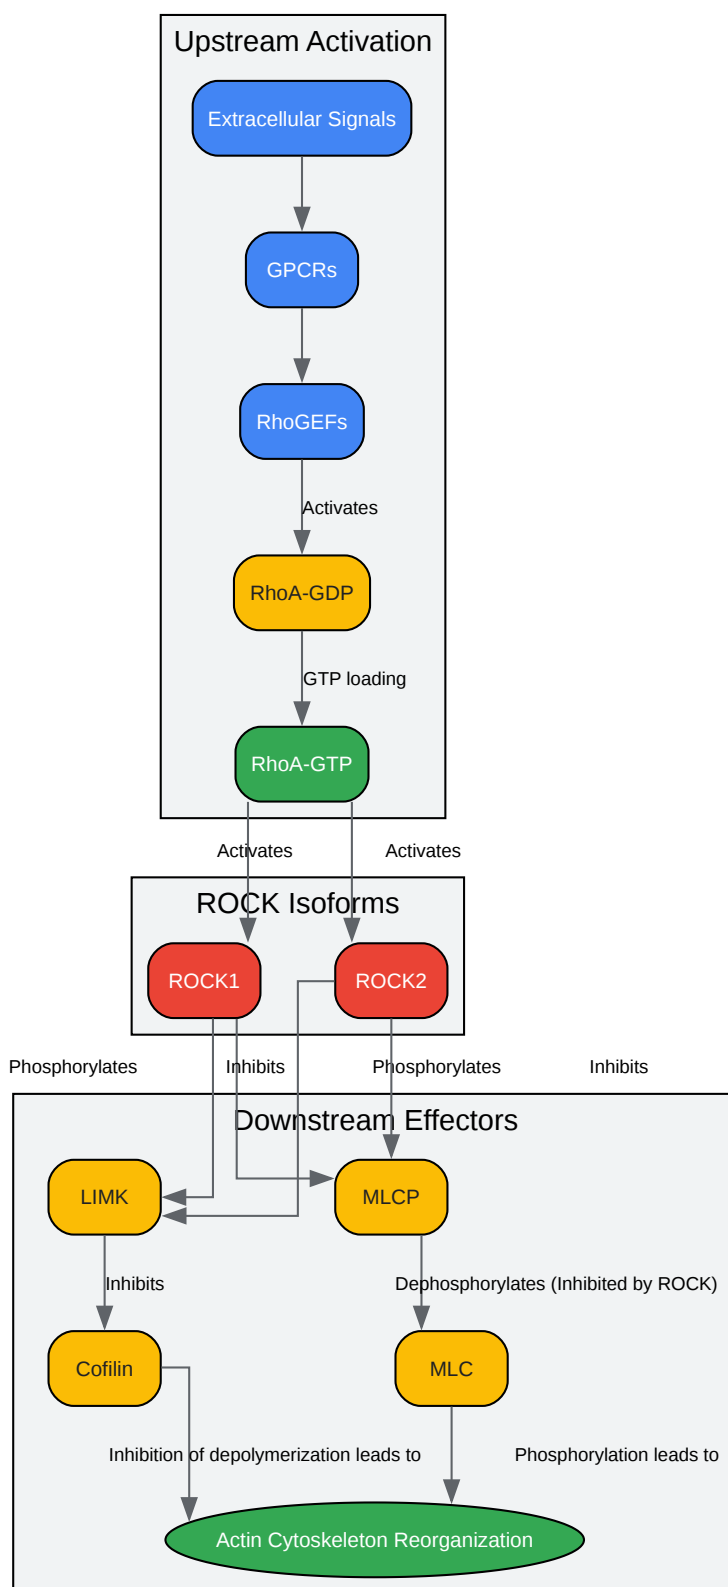 Upstream Activation
Extracellular Signals
GPCRs
RhoGEFs
Activates
RhoA-GDP
GTP loading
RhoA-GTP
Activates
Activates
ROCK Isoforms
ROCK1
ROCK2
Phosphorylates
Inhibits
Phosphorylates
Inhibits
Downstream Effectors
LIMK
MLCP
Inhibits
Dephosphorylates (Inhibited by ROCK)
Cofilin
MLC
Inhibition of depolymerization leads to
Phosphorylation leads to
Actin Cytoskeleton Reorganization